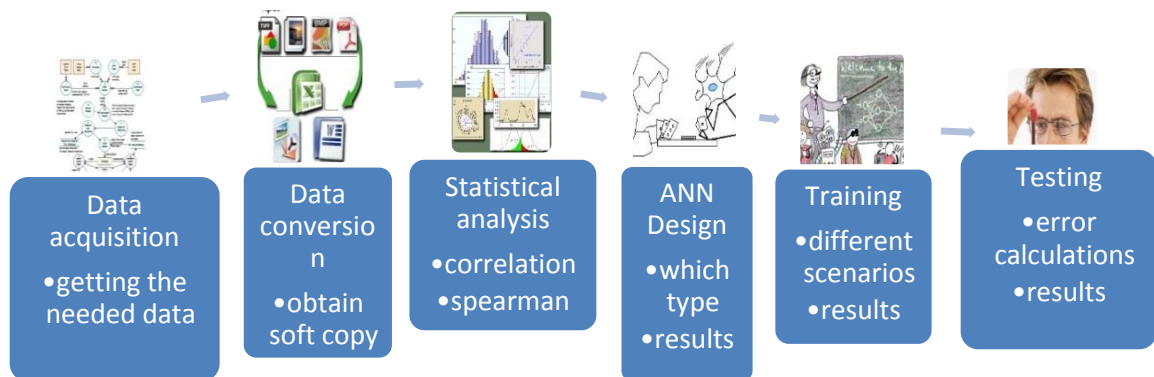 Data
acquisition
•getting the
needed data
Data
conversio
n
•obtain
soft copy
Statistical
analysis
•correlation
•spearman
ANN
Design
•which
type
•results
Training
•different
scenarios
•results
Testing
•error
calculations
•results